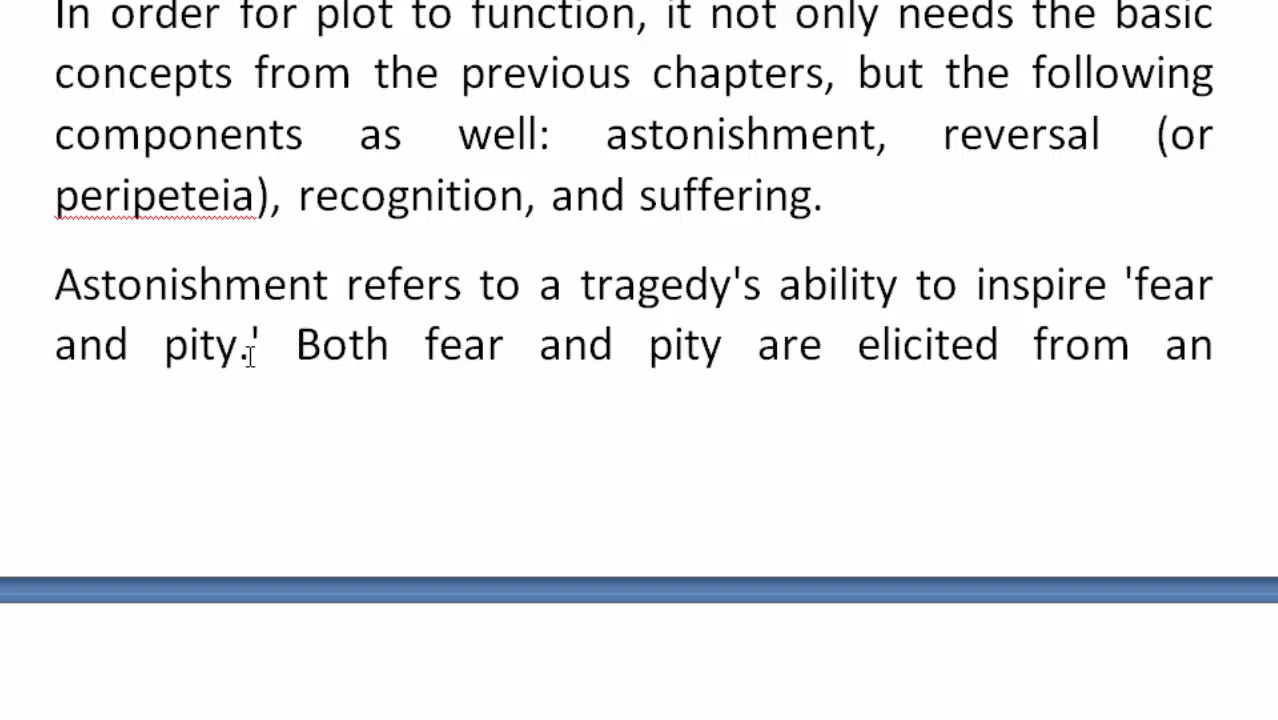 In order for plot to function, it not only needs the basic
concepts from the previous chapters, but the following
components as well: astonishment, reversal (or
peripeteia), recognition, and suffering.
Astonishment refers to a tragedy's ability to inspire 'fear
and pity.' Both fear and pity are elicited from an